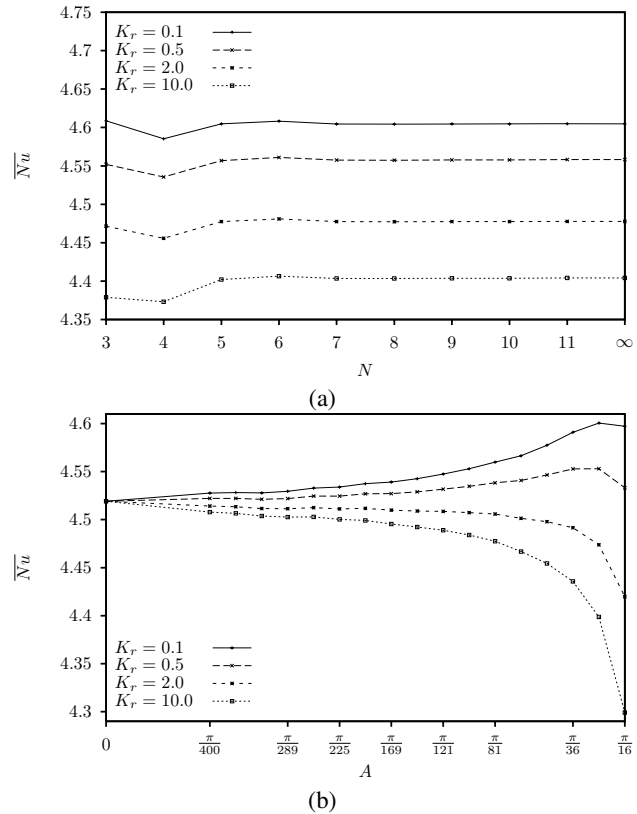 4.75
4.7
4.65
4.6
4.55
4.5
4.45
4.4
4.35
$\overline{Nu}$
K_r = 0.1
K_r = 0.5
K_r = 2.0
K_r = 10.0
3 4 5 6 7 8 9 10 11 ∞
N
(a)
4.6
4.55
4.5
4.45
4.4
4.35
4.3
$\overline{Nu}$
K_r = 0.1
K_r = 0.5
K_r = 2.0
K_r = 10.0
0 π/400 π/289 π/225 π/169 π/121 π/81 π/36 π/16
A
(b)